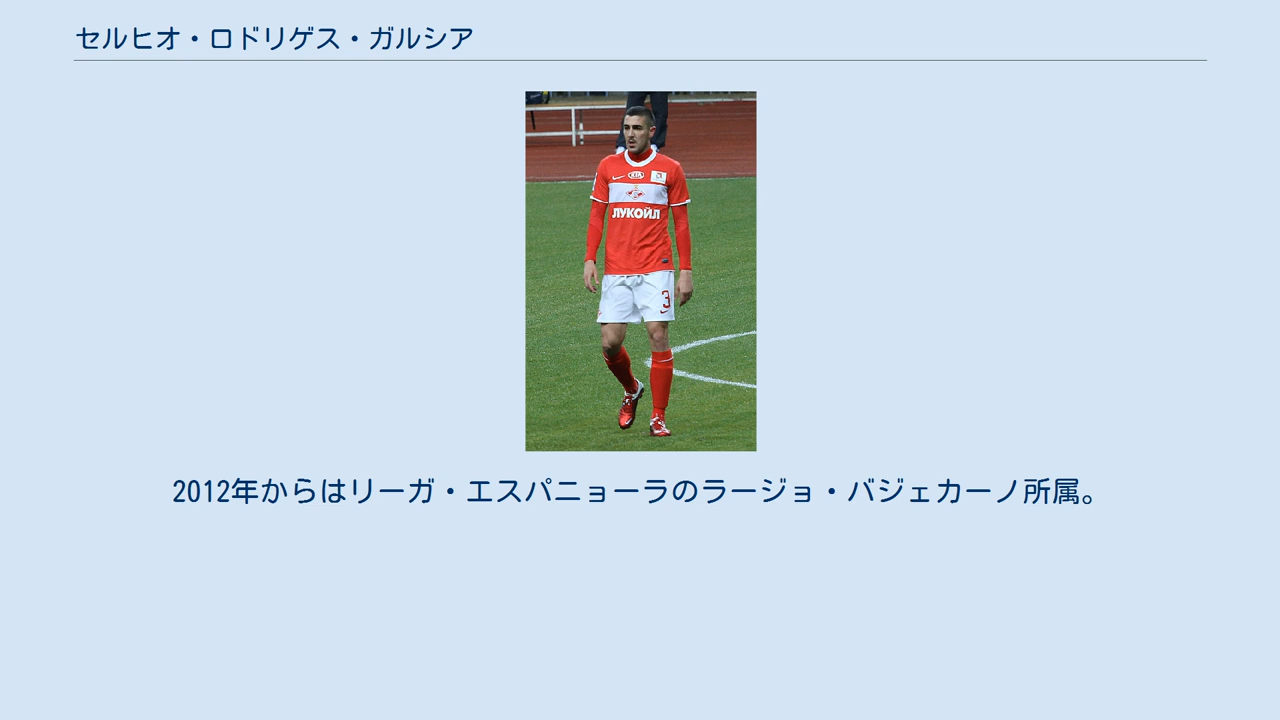 セルヒオ・ロドリゲス・ガルシア
KIA
ЛУКОЙЛ
3
2012年からはリーガ・エスパニョーラのラージョ・バジェカーノ所属。